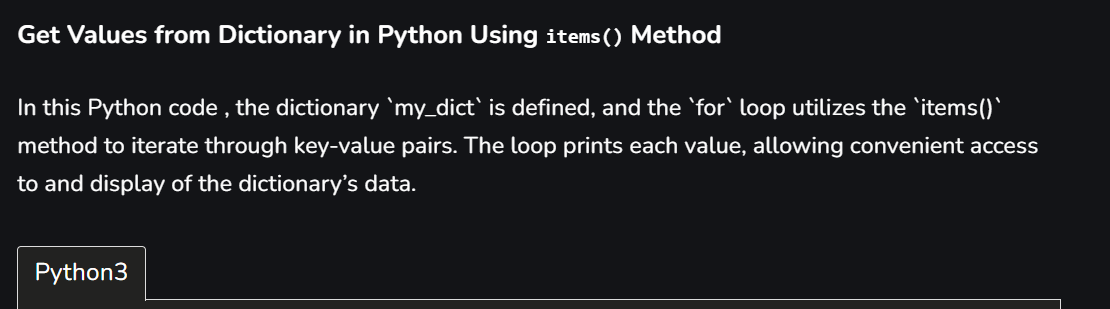 Get Values from Dictionary in Python Using items() Method
In this Python code , the dictionary `my_dict` is defined, and the `for` loop utilizes the `items()`
method to iterate through key-value pairs. The loop prints each value, allowing convenient access
to and display of the dictionary’s data.
Python3